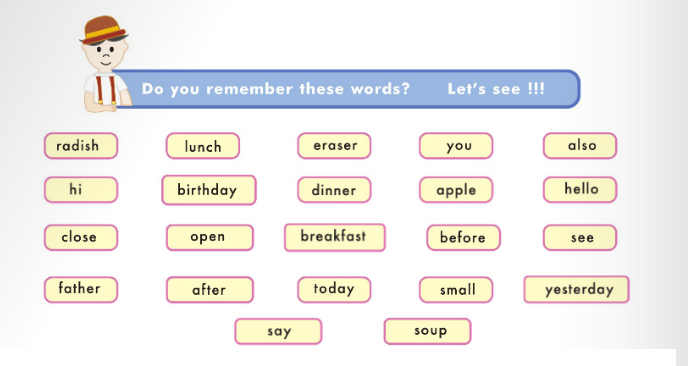 Do you remember these words? Let's see !!!
radish lunch eraser you also
hi birthday dinner apple hello
close open breakfast before see
father after today small yesterday
say soup